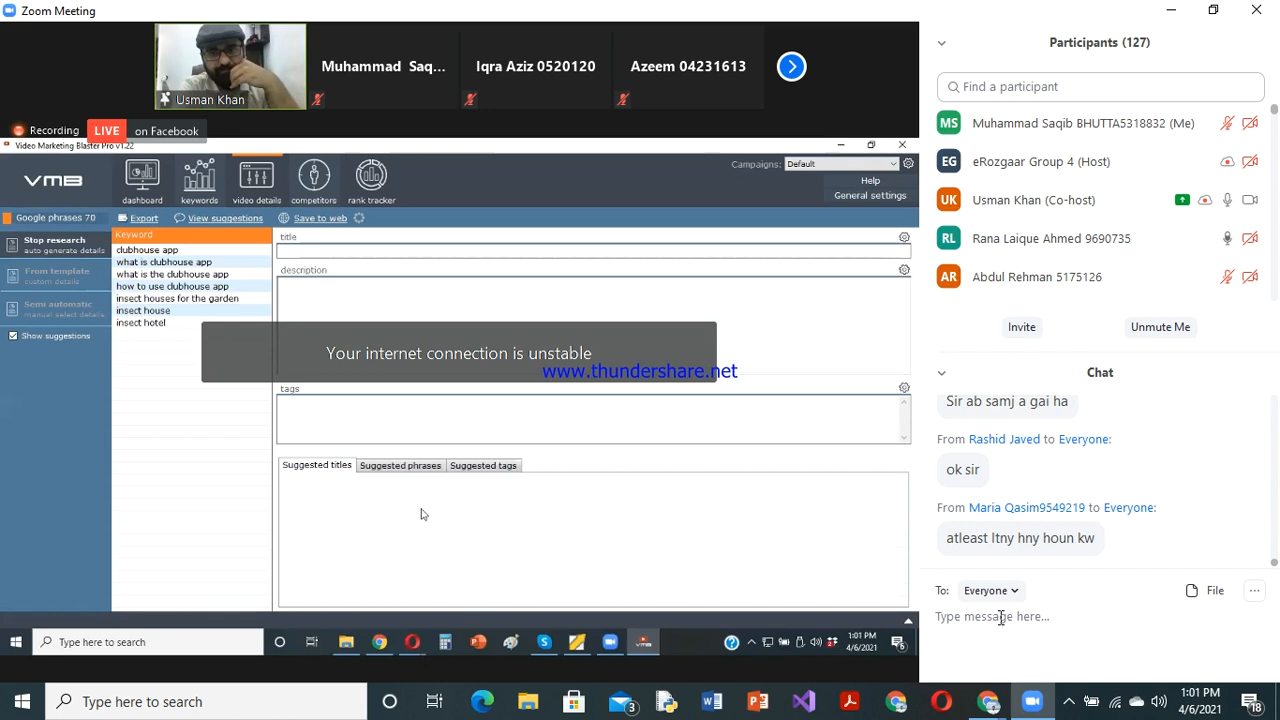 Zoom Meeting
Usman Khan
Muhammad Saq...
Iqra Aziz 0520120
Azeem 04231613
Recording
LIVE on Facebook
Video Marketing Blaster Pro v1.22
VMB
dashboard
keywords
video details
competitors
rank tracker
Campaigns: Default
Help
General settings
Google phrases 70
Export
View suggestions
Save to web
Stop research
auto generate details
From template
custom details
Semi automatic
manual select details
Show suggestions
Keyword
clubhouse app
what is clubhouse app
what is the clubhouse app
how to use clubhouse app
insect houses for the garden
insect house
insect hotel
title
description
Your internet connection is unstable
www.thundershare.net
tags
Suggested titles
Suggested phrases
Suggested tags
Type here to search
1:01 PM
4/6/2021
6
Participants (127)
Find a participant
MS Muhammad Saqib BHUTTA5318832 (Me)
EG eRozgaar Group 4 (Host)
UK Usman Khan (Co-host)
RL Rana Laique Ahmed 9690735
AR Abdul Rehman 5175126
Invite
Unmute Me
Chat
Sir ab samj a gai ha
From Rashid Javed to Everyone:
ok sir
From Maria Qasim9549219 to Everyone:
atleast Itny hny houn kw
To: Everyone
File
Type message here...
Type here to search
3
1:01 PM
4/6/2021
18